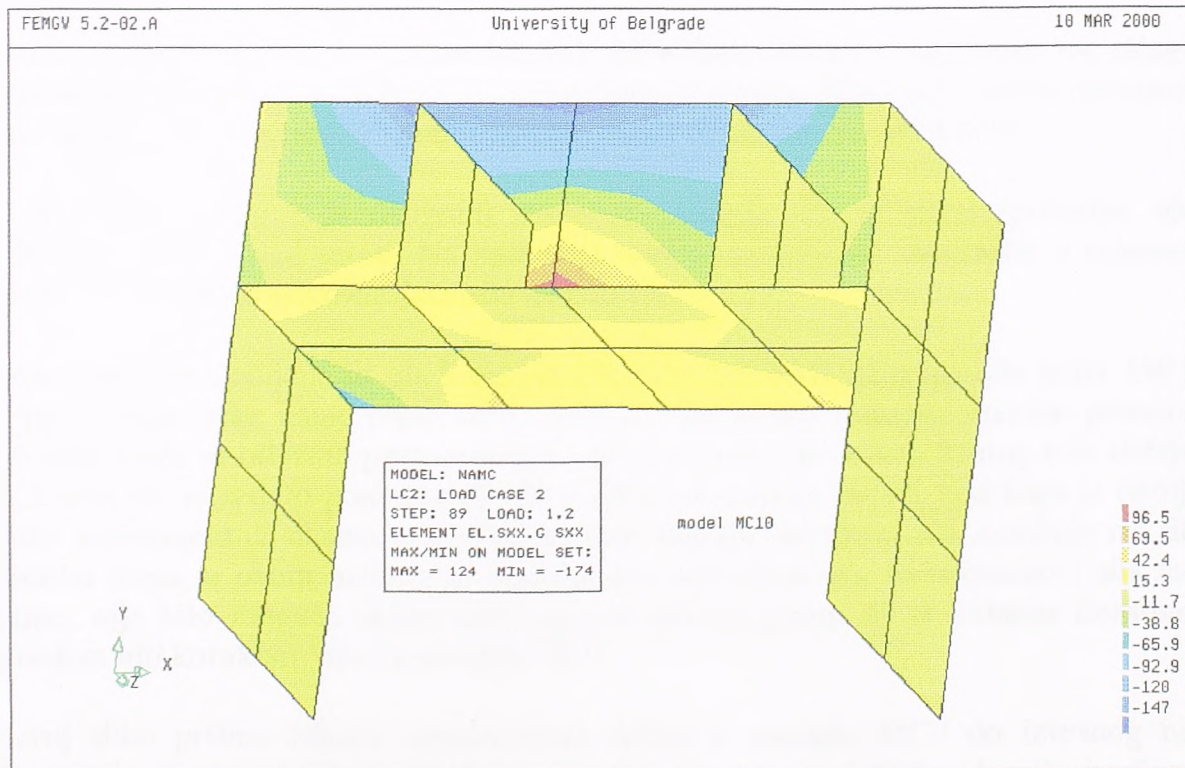 FEMGV 5.2-02.A
University of Belgrade
10 MAR 2000
MODEL: NAMC
LC2: LOAD CASE 2
STEP: 89 LOAD: 1.2
ELEMENT EL.SXX.G SXX
MAX/MIN ON MODEL SET:
MAX = 124 MIN = -174
model MC10
96.5
69.5
42.4
15.3
-11.7
-38.8
-65.9
-92.9
-120
-147
Y
X
Z